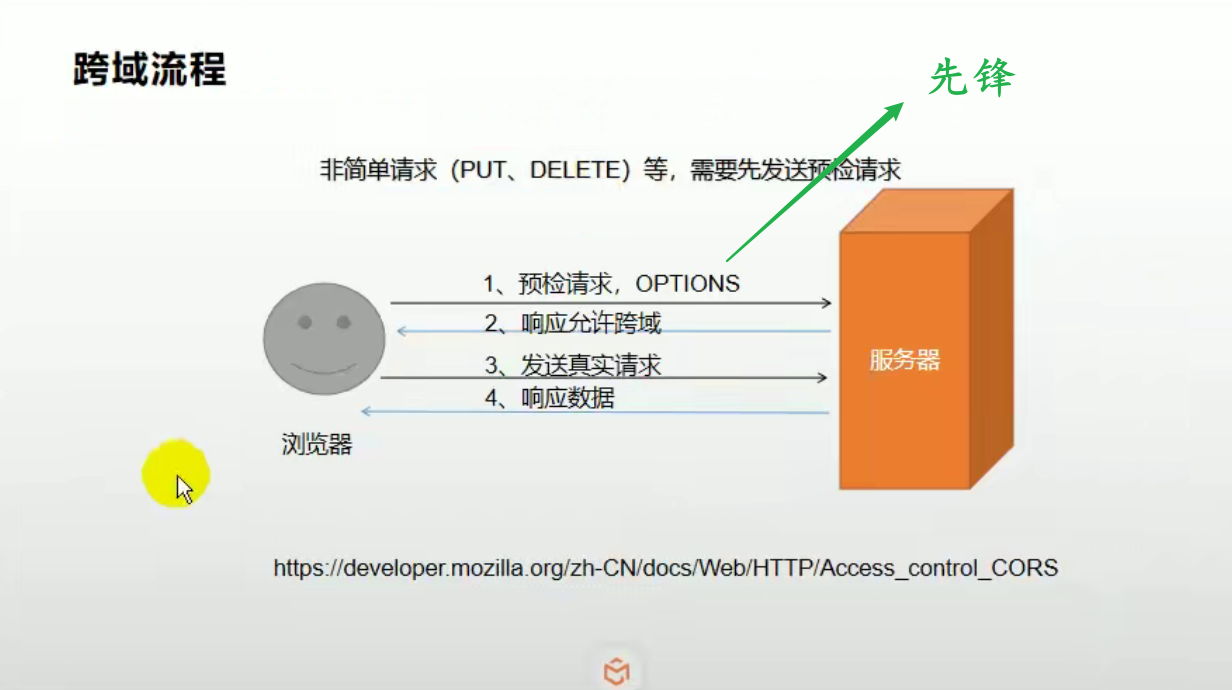 跨域流程
先锋
非简单请求（PUT、DELETE）等，需要先发送预检请求
1、预检请求，OPTIONS
2、响应允许跨域
3、发送真实请求
4、响应数据
服务器
浏览器
https://developer.mozilla.org/zh-CN/docs/Web/HTTP/Access_control_CORS